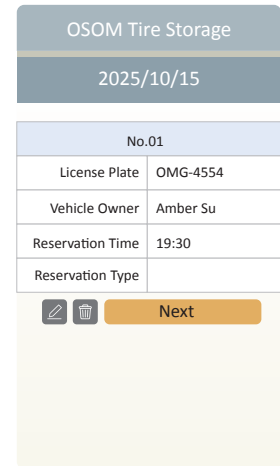 OSOM Tire Storage
2025/10/15
No.01
License Plate OMG-4554
Vehicle Owner Amber Su
Reservation Time 19:30
Reservation Type
Next